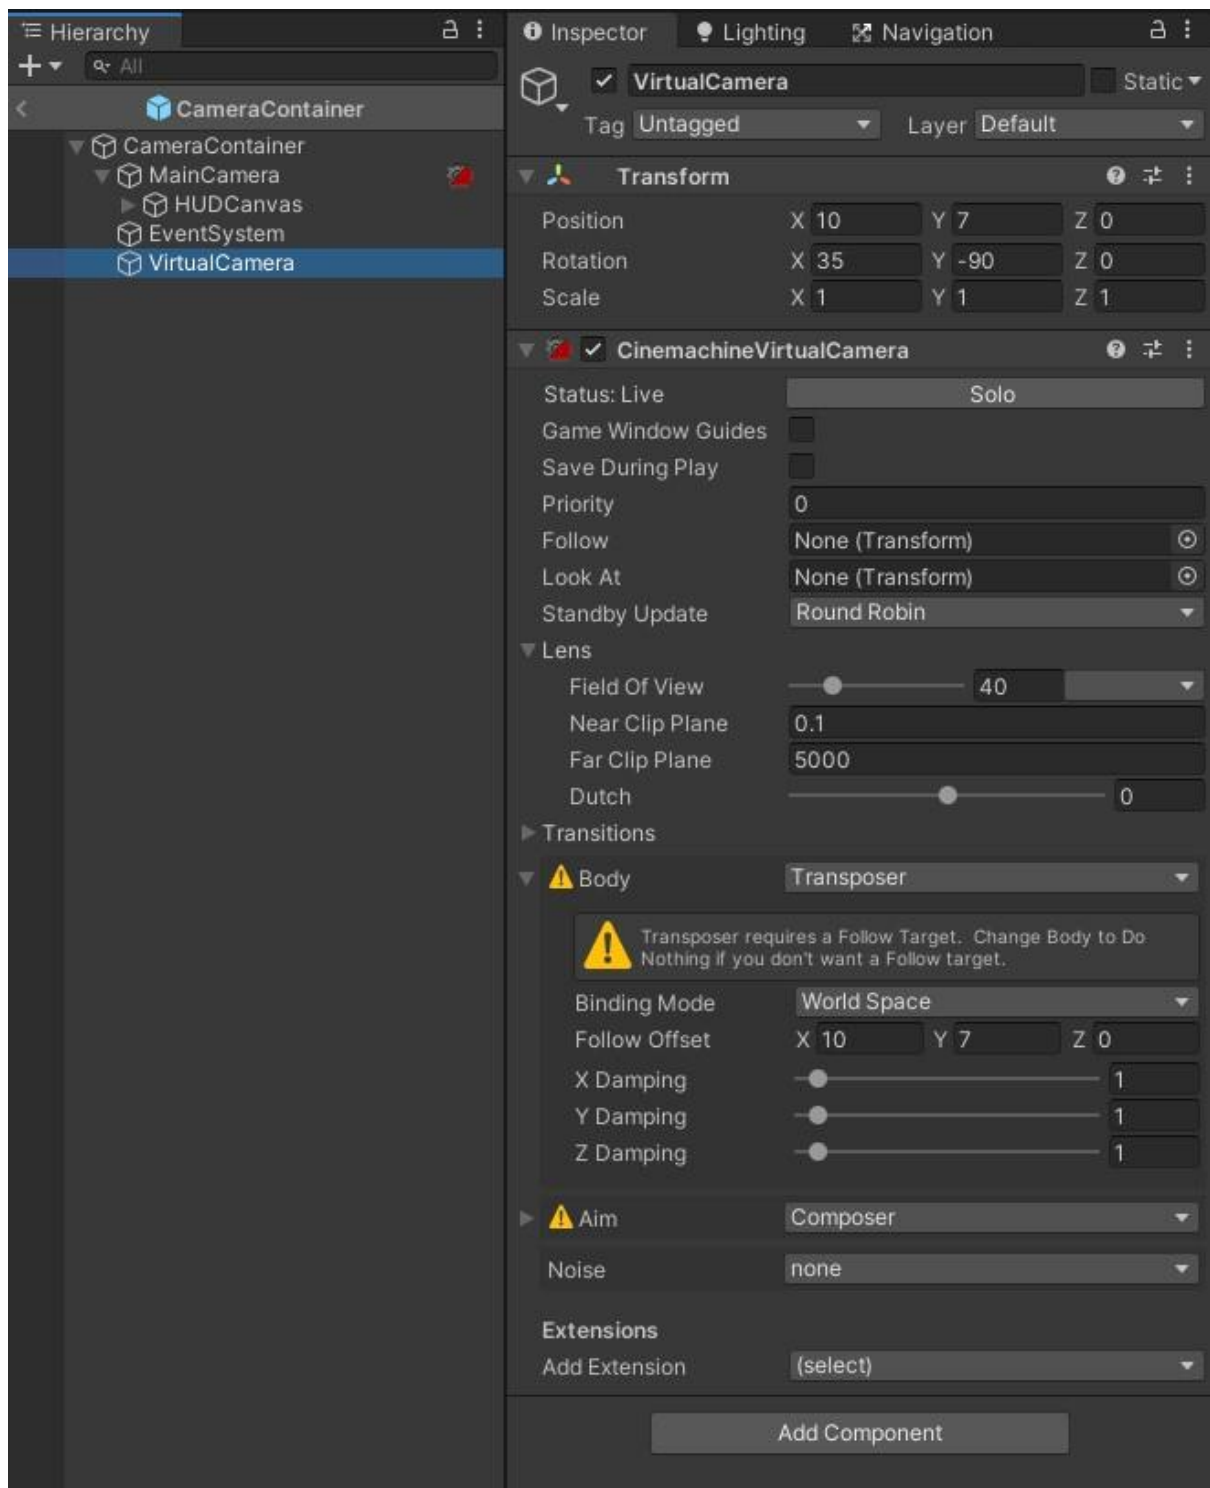 Hierarchy
All
CameraContainer
CameraContainer
MainCamera
HUDCanvas
EventSystem
VirtualCamera
Inspector Lighting Navigation
VirtualCamera Static
Tag Untagged Layer Default
Transform
Position X 10 Y 7 Z 0
Rotation X 35 Y -90 Z 0
Scale X 1 Y 1 Z 1
CinemachineVirtualCamera
Status: Live Solo
Game Window Guides
Save During Play
Priority 0
Follow None (Transform)
Look At None (Transform)
Standby Update Round Robin
Lens
Field Of View 40
Near Clip Plane 0.1
Far Clip Plane 5000
Dutch 0
Transitions
Body Transposer
Transposer requires a Follow Target. Change Body to Do
Nothing if you don't want a Follow target.
Binding Mode World Space
Follow Offset X 10 Y 7 Z 0
X Damping 1
Y Damping 1
Z Damping 1
Aim Composer
Noise none
Extensions
Add Extension (select)
Add Component